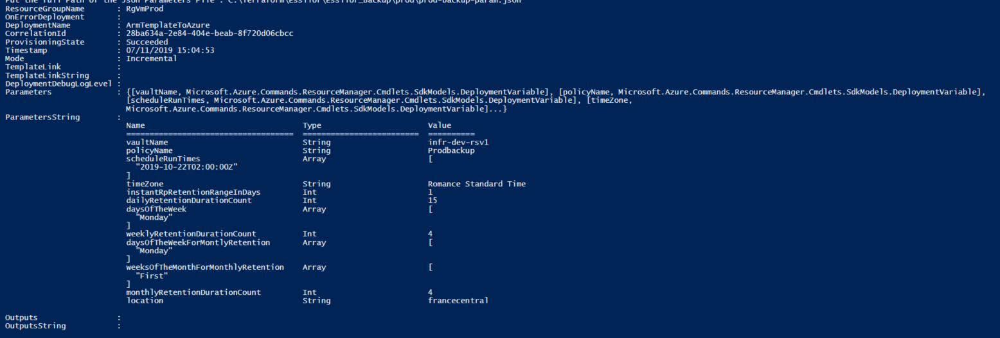 Put the full Path of the Json Parameters File : C:\Terraform\Essilor\Essilor_Backup\prod\prod-backup-param.json
ResourceGroupName : RgVmProd
OnErrorDeployment :
DeploymentName : ArmTemplateToAzure
CorrelationId : 28ba634a-2e84-404e-beab-8f720d06cbcc
ProvisioningState : Succeeded
Timestamp : 07/11/2019 15:04:53
Mode : Incremental
TemplateLink :
TemplateLinkString :
DeploymentDebugLogLevel :
Parameters : {[vaultName, Microsoft.Azure.Commands.ResourceManager.Cmdlets.SdkModels.DeploymentVariable], [policyName, Microsoft.Azure.Commands.ResourceManager.Cmdlets.SdkModels.DeploymentVariable],
[scheduleRunTimes, Microsoft.Azure.Commands.ResourceManager.Cmdlets.SdkModels.DeploymentVariable], [timeZone,
Microsoft.Azure.Commands.ResourceManager.Cmdlets.SdkModels.DeploymentVariable]...}
ParametersString :
Name Type Value
==================================== ========================= ==========
vaultName String infr-dev-rsv1
policyName String Prodbackup
scheduleRunTimes Array [
"2019-10-22T02:00:00Z"
]
timeZone String Romance Standard Time
instantRpRetentionRangeInDays Int 1
dailyRetentionDurationCount Int 15
daysOfTheWeek Array [
"Monday"
]
weeklyRetentionDurationCount Int 4
daysOfTheWeekForMontlyRetention Array [
"Monday"
]
weeksOfTheMonthForMonthlyRetention Array [
"First"
]
monthlyRetentionDurationCount Int 4
location String francecentral
Outputs :
OutputsString :